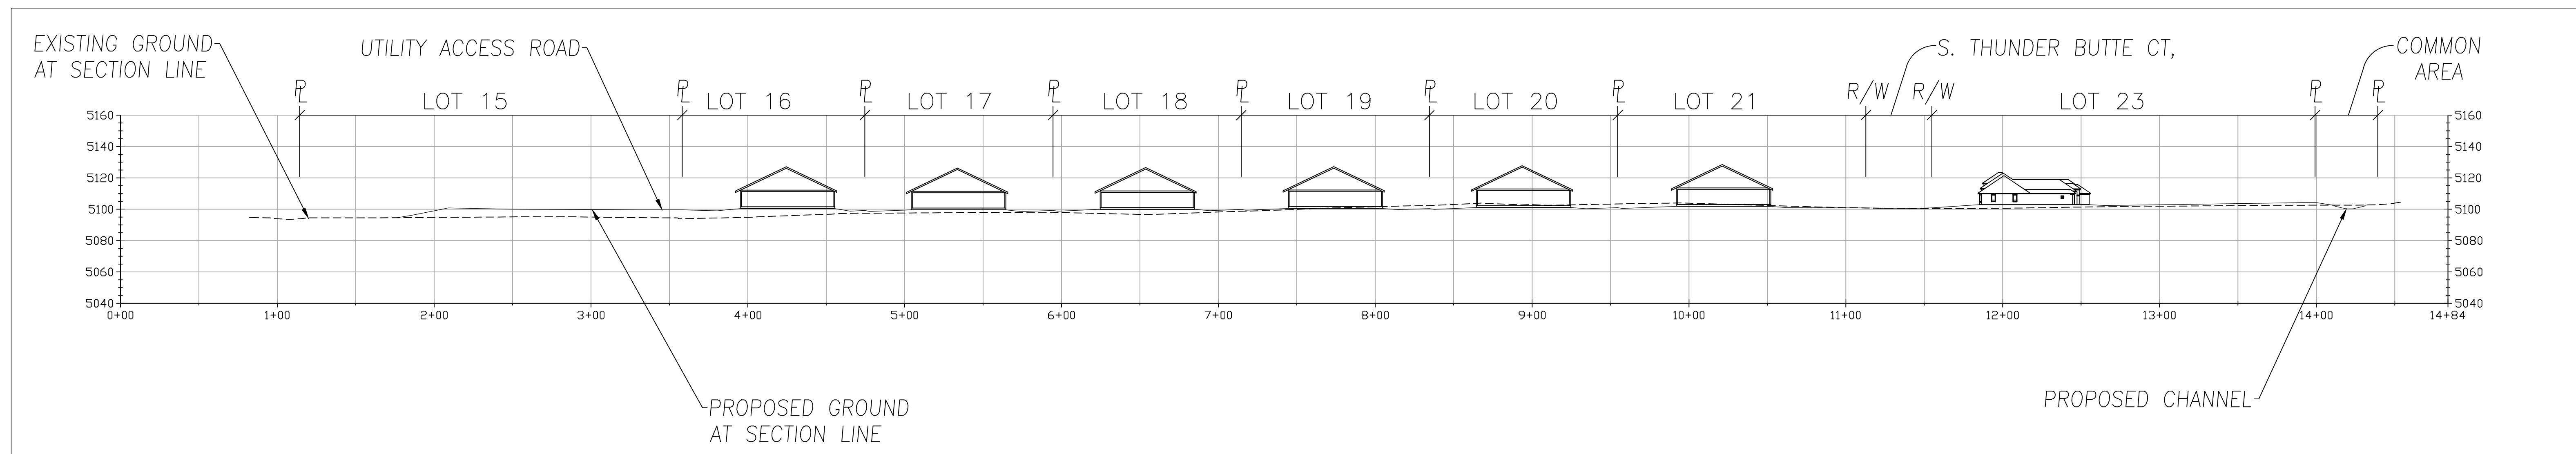 EXISTING GROUND
AT SECTION LINE
UTILITY ACCESS ROAD
S. THUNDER BUTTE CT,
COMMON
AREA
PL PL PL PL PL PL PL R/W R/W PL PL
LOT 15 LOT 16 LOT 17 LOT 18 LOT 19 LOT 20 LOT 21 LOT 23
5160 5160
5140 5140
5120 5120
5100 5100
5080 5080
5060 5060
5040 5040
0+00 1+00 2+00 3+00 4+00 5+00 6+00 7+00 8+00 9+00 10+00 11+00 12+00 13+00 14+00 14+84
PROPOSED GROUND
AT SECTION LINE
PROPOSED CHANNEL